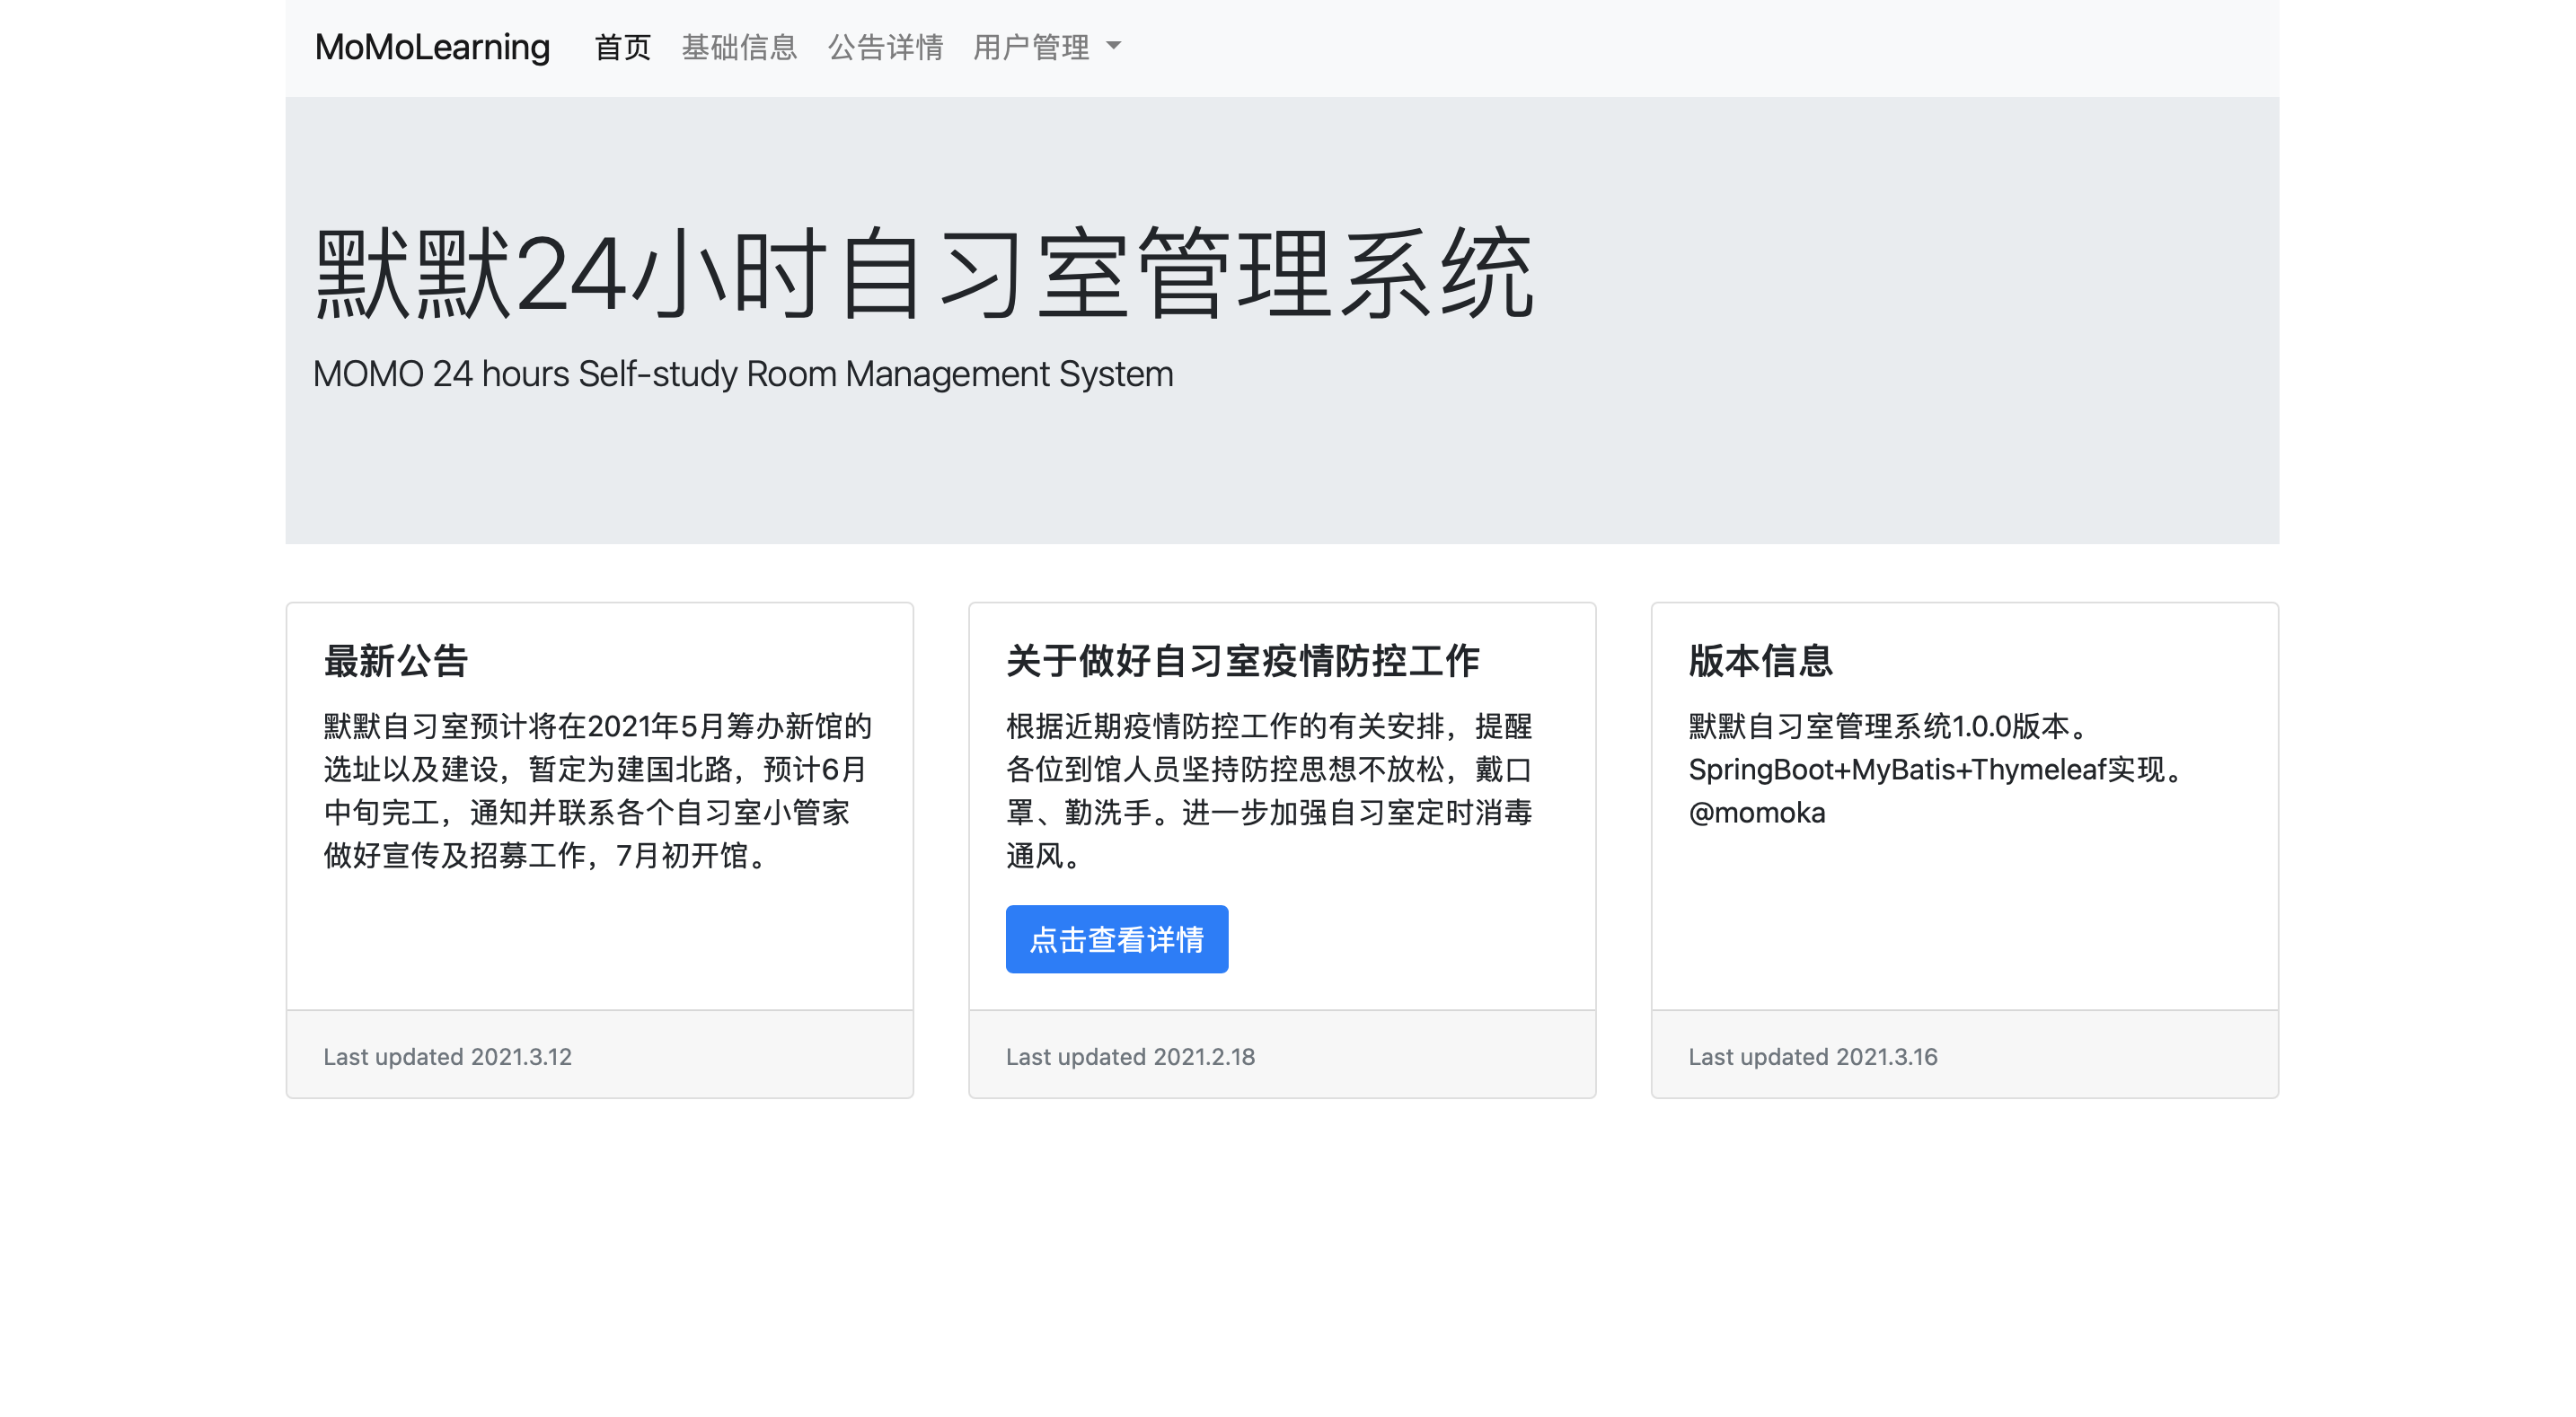 MoMoLearning 首页 基础信息 公告详情 用户管理
默默24小时自习室管理系统
MOMO 24 hours Self-study Room Management System
最新公告
默默自习室预计将在2021年5月筹办新馆的
选址以及建设，暂定为建国北路，预计6月
中旬完工，通知并联系各个自习室小管家
做好宣传及招募工作，7月初开馆。
Last updated 2021.3.12
关于做好自习室疫情防控工作
根据近期疫情防控工作的有关安排，提醒
各位到馆人员坚持防控思想不放松，戴口
罩、勤洗手。进一步加强自习室定时消毒
通风。
点击查看详情
Last updated 2021.2.18
版本信息
默默自习室管理系统1.0.0版本。
SpringBoot+MyBatis+Thymeleaf实现。
@momoka
Last updated 2021.3.16